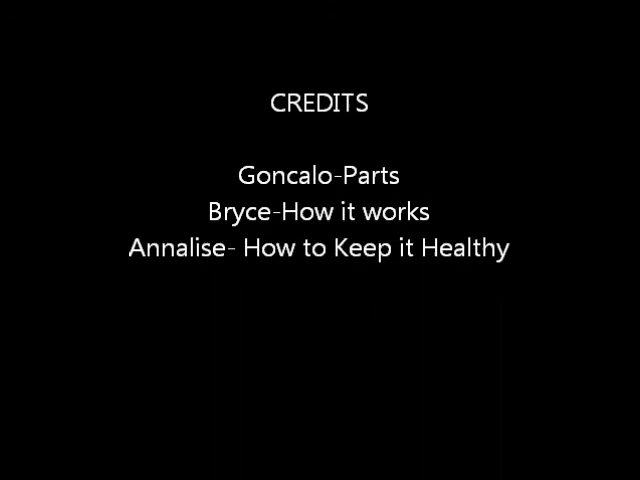 CREDITS
Goncalo-Parts
Bryce-How it works
Annalise- How to Keep it Healthy